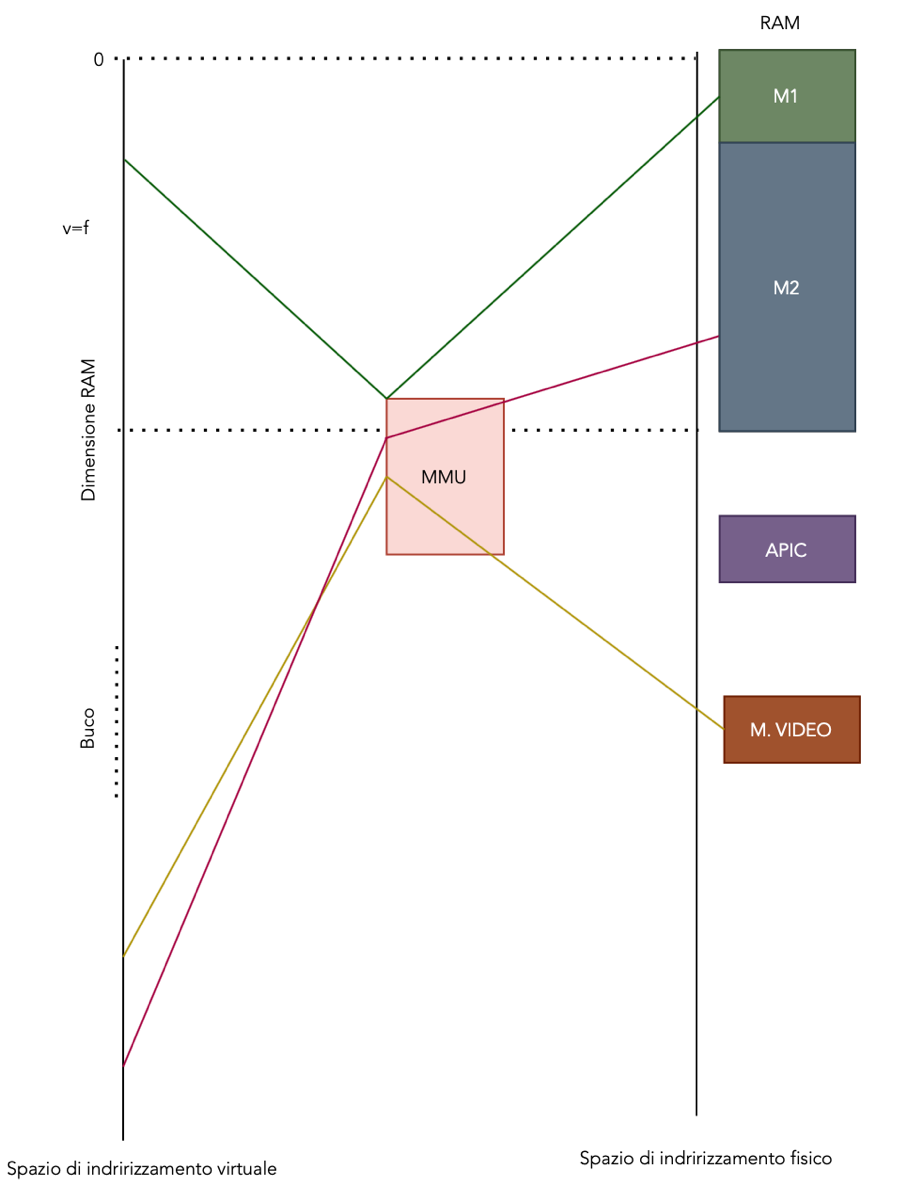 RAM
0
M1
v=f
M2
Dimensione RAM
MMU
APIC
Buco
M. VIDEO
Spazio di indririzzamento virtuale
Spazio di indririzzamento fisico